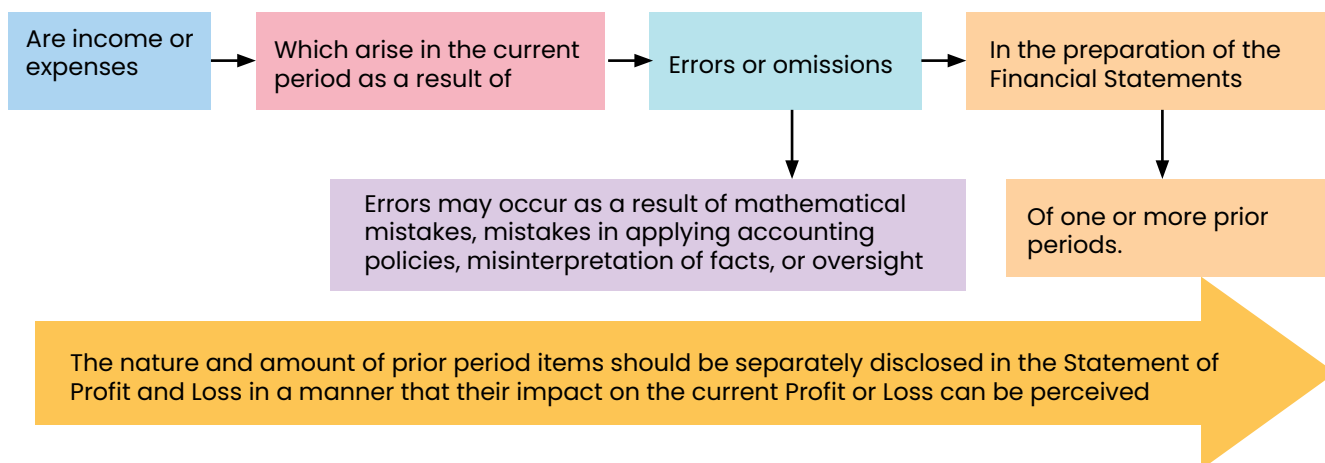 Are income or
expenses
Which arise in the current
period as a result of
Errors or omissions
In the preparation of the
Financial Statements
Errors may occur as a result of mathematical
mistakes, mistakes in applying accounting
policies, misinterpretation of facts, or oversight
Of one or more prior
periods.
The nature and amount of prior period items should be separately disclosed in the Statement of
Profit and Loss in a manner that their impact on the current Profit or Loss can be perceived